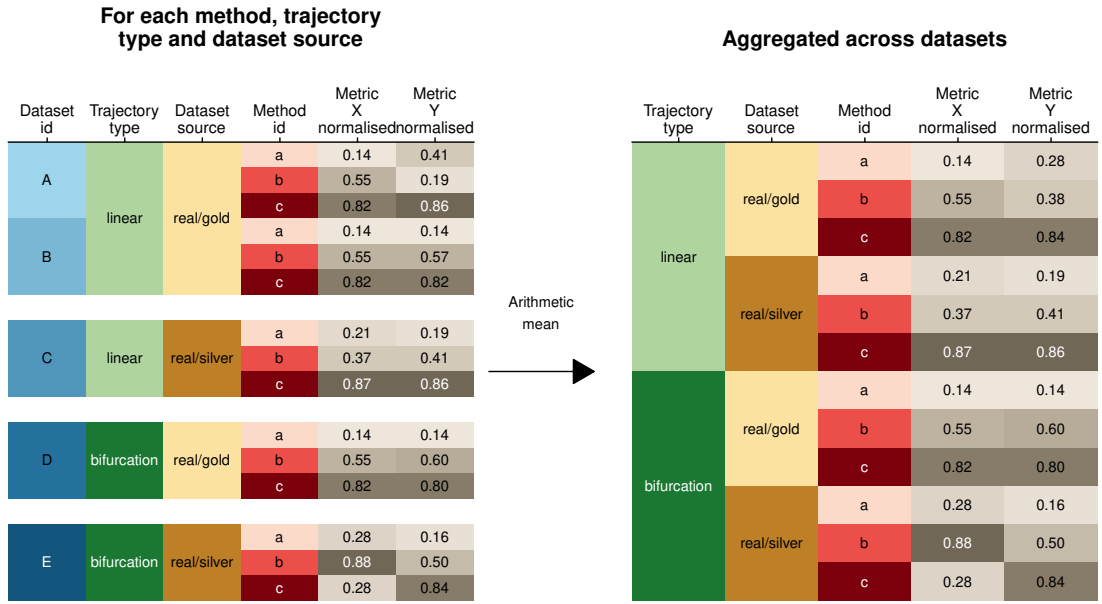 For each method, trajectory
type and dataset source
Dataset id Trajectory type Dataset source Method id Metric X normalised Metric Y normalised
A linear real/gold a 0.14 0.41
b 0.55 0.19
c 0.82 0.86
B a 0.14 0.14
b 0.55 0.57
c 0.82 0.82
C linear real/silver a 0.21 0.19
b 0.37 0.41
c 0.87 0.86
D bifurcation real/gold a 0.14 0.14
b 0.55 0.60
c 0.82 0.80
E bifurcation real/silver a 0.28 0.16
b 0.88 0.50
c 0.28 0.84
Arithmetic
mean
Aggregated across datasets
Trajectory type Dataset source Method id Metric X normalised Metric Y normalised
linear real/gold a 0.14 0.28
b 0.55 0.38
c 0.82 0.84
real/silver a 0.21 0.19
b 0.37 0.41
c 0.87 0.86
bifurcation real/gold a 0.14 0.14
b 0.55 0.60
c 0.82 0.80
real/silver a 0.28 0.16
b 0.88 0.50
c 0.28 0.84